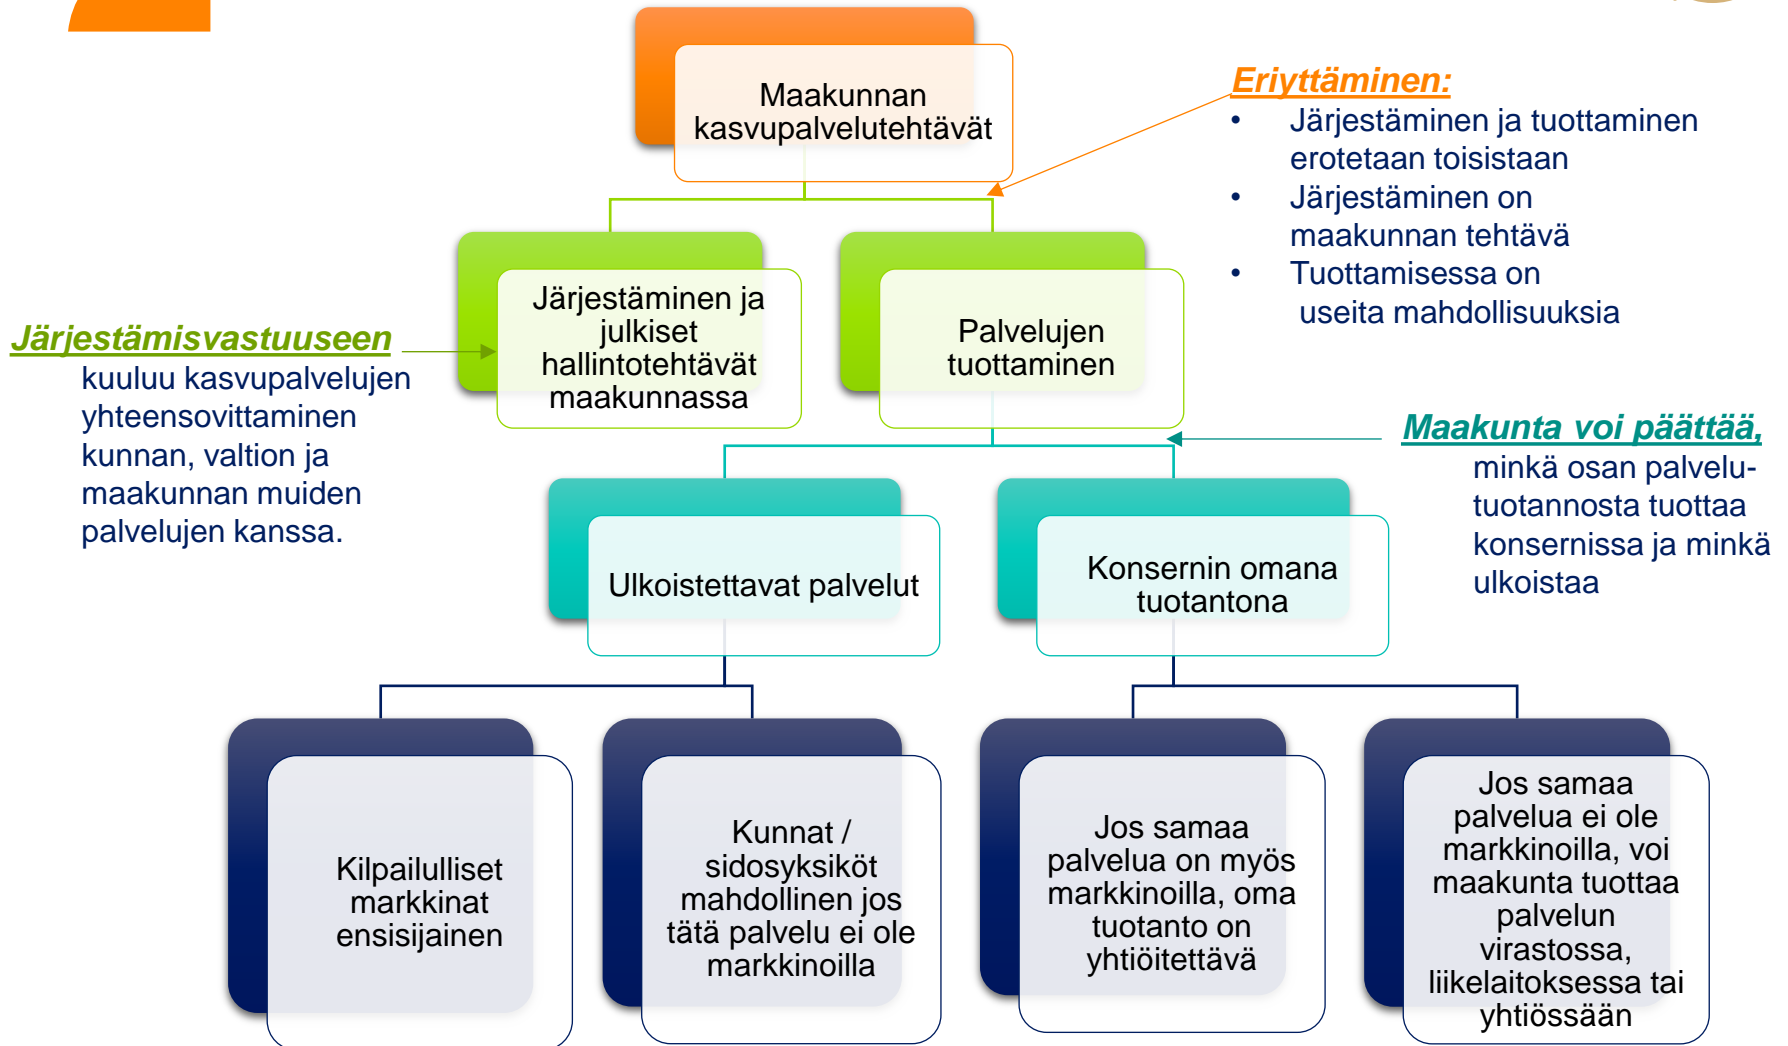 Maakunnan
kasvupalvelutehtävät
Eriyttäminen:
• Järjestäminen ja tuottaminen
erotetaan toisistaan
• Järjestäminen on
maakunnan tehtävä
• Tuottamisessa on
useita mahdollisuuksia
Järjestämisvastuuseen
kuuluu kasvupalvelujen
yhteensovittaminen
kunnan, valtion ja
maakunnan muiden
palvelujen kanssa.
Järjestäminen ja
julkiset
hallintotehtävät
maakunnassa
Palvelujen
tuottaminen
Maakunta voi päättää,
minkä osan palvelu-
tuotannosta tuottaa
konsernissa ja minkä
ulkoistaa
Ulkoistettavat palvelut
Konsernin omana
tuotantona
Kilpailulliset
markkinat
ensisijainen
Kunnat /
sidosyksiköt
mahdollinen jos
tätä palvelu ei ole
markkinoilla
Jos samaa
palvelua on myös
markkinoilla, oma
tuotanto on
yhtiöitettävä
Jos samaa
palvelua ei ole
markkinoilla, voi
maakunta tuottaa
palvelun
virastossa,
liikelaitoksessa tai
yhtiössään